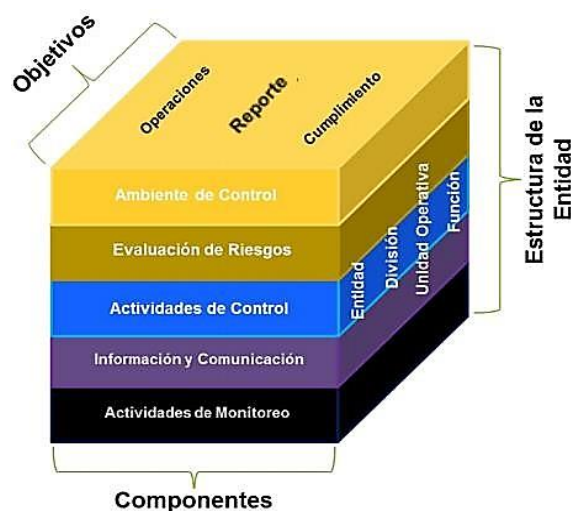 Objetivos
Operaciones
Reporte
Cumplimiento
Ambiente de Control
Evaluación de Riesgos
Actividades de Control
Información y Comunicación
Actividades de Monitoreo
Entidad
División
Unidad Operativa
Función
Estructura de la
Entidad
Componentes